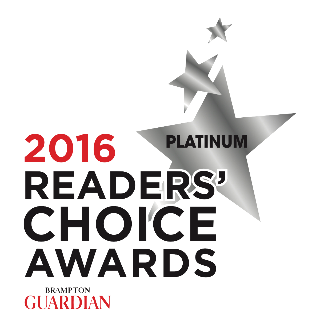 PLATINUM
2016
READERS'
CHOICE
AWARDS
BRAMPTON
GUARDIAN